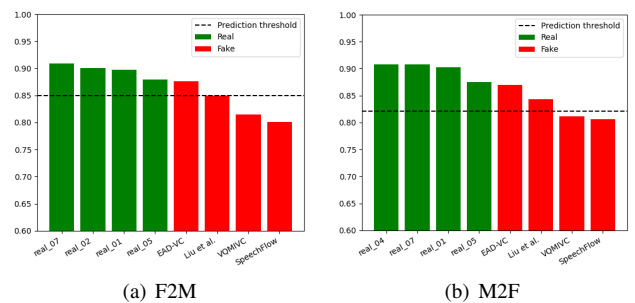 1.00
0.95
0.90
0.85
0.80
0.75
0.70
0.65
0.60
Prediction threshold
Real
Fake
real_07
real_02
real_01
real_05
EAD-VC
Liu et al.
VQMIVC
SpeechFlow
(a) F2M
1.00
0.95
0.90
0.85
0.80
0.75
0.70
0.65
0.60
Prediction threshold
Real
Fake
real_04
real_07
real_01
real_05
EAD-VC
Liu et al.
VQMIVC
SpeechFlow
(b) M2F